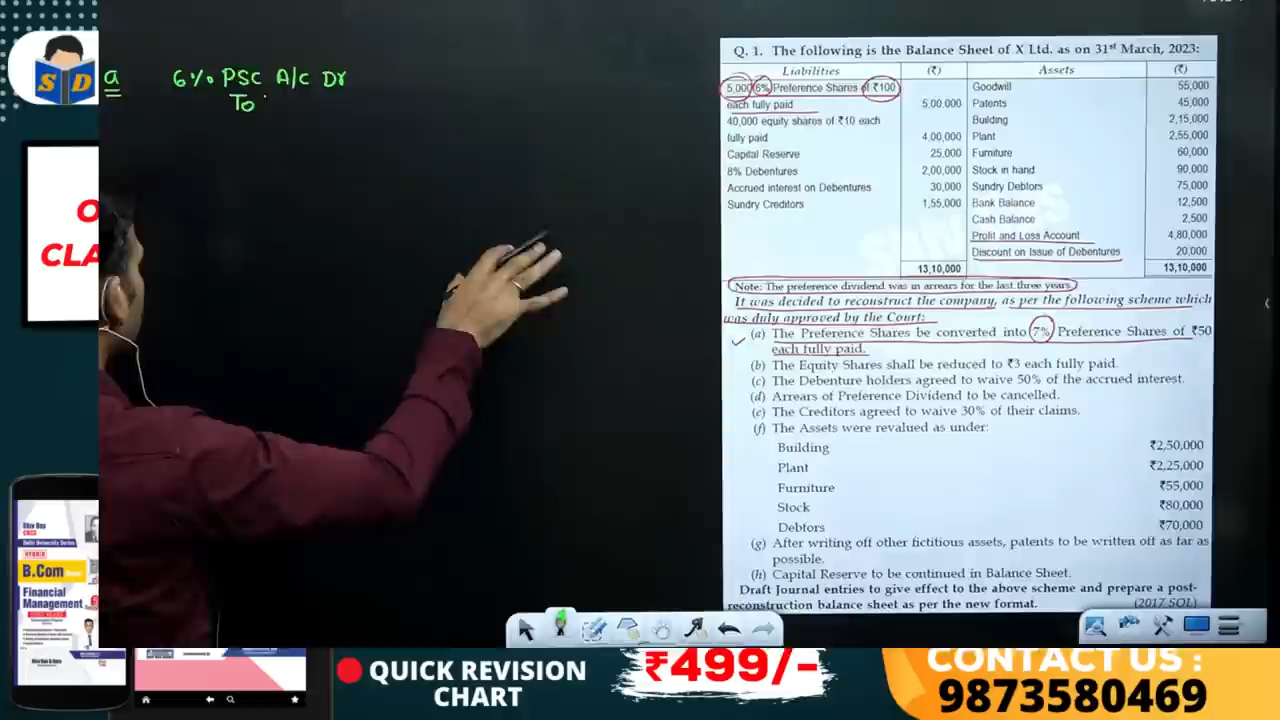 S D
a 6% PSC A/C Dr
To
O
CLA
Q. 1. The following is the Balance Sheet of X Ltd. as on 31st March, 2023:
Liabilities (₹) Assets (₹)
5,000 6% Preference Shares of ₹100 Goodwill 55,000
each fully paid 5,00,000 Patents 45,000
40,000 equity shares of ₹10 each Building 2,15,000
fully paid 4,00,000 Plant 2,55,000
Capital Reserve 25,000 Furniture 60,000
8% Debentures 2,00,000 Stock in hand 90,000
Accrued interest on Debentures 30,000 Sundry Debtors 75,000
Sundry Creditors 1,55,000 Bank Balance 12,500
Cash Balance 2,500
Profit and Loss Account 4,80,000
Discount on Issue of Debentures 20,000
13,10,000 13,10,000
Note: The preference dividend was in arrears for the last three years.
It was decided to reconstruct the company, as per the following scheme which
was duly approved by the Court:
(a) The Preference Shares be converted into 7% Preference Shares of ₹50
each fully paid.
(b) The Equity Shares shall be reduced to ₹3 each fully paid.
(c) The Debenture holders agreed to waive 50% of the accrued interest.
(d) Arrears of Preference Dividend to be cancelled.
(e) The Creditors agreed to waive 30% of their claims.
(f) The Assets were revalued as under:
Building ₹2,50,000
Plant ₹2,25,000
Furniture ₹55,000
Stock ₹80,000
Debtors ₹70,000
(g) After writing off other fictitious assets, patents to be written off as far as
possible.
(h) Capital Reserve to be continued in Balance Sheet.
Draft Journal entries to give effect to the above scheme and prepare a post-
reconstruction balance sheet as per the new format. (2017 SOL)
B.Com
Financial
Management
QUICK REVISION
CHART
₹499/-
CONTACT US :
9873580469